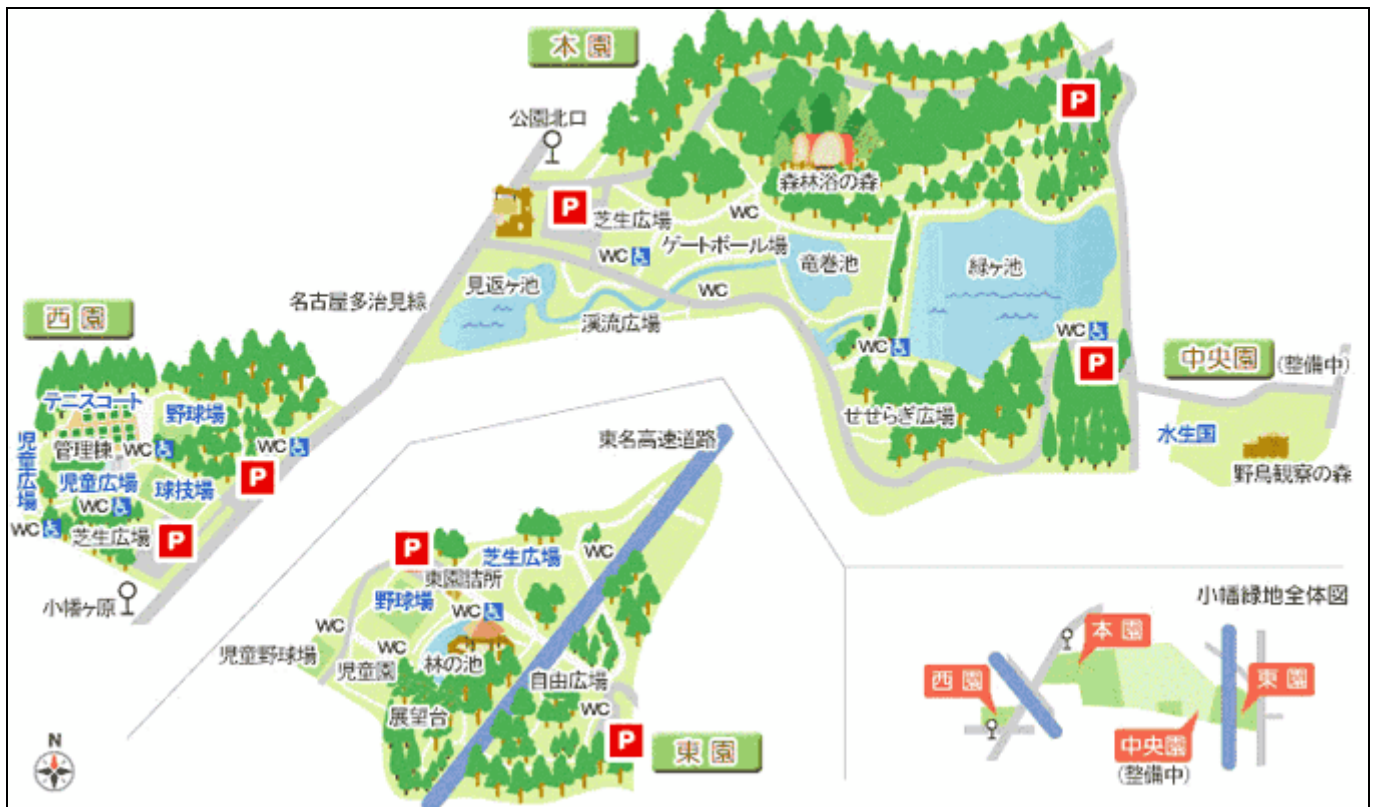 本園
公園北口
P
森林浴の森
P
芝生広場
WC
ゲートボール場
WC
竜巻池
緑ヶ池
見返ヶ池
WC
名古屋多治見線
渓流広場
WC
WC
P
中央園
(整備中)
西園
テニスコート
野球場
せせらぎ広場
水生国
野鳥観察の森
児童広場
管理棟
WC
WC
P
児童広場
球技場
WC
WC
芝生広場
P
小幡ヶ原
東名高速道路
P
芝生広場
WC
東園詰所
野球場
WC
WC
WC
児童野球場
児童園
林の池
自由広場
展望台
WC
P
東園
N
小幡緑地全体図
本園
西園
東園
中央園
(整備中)